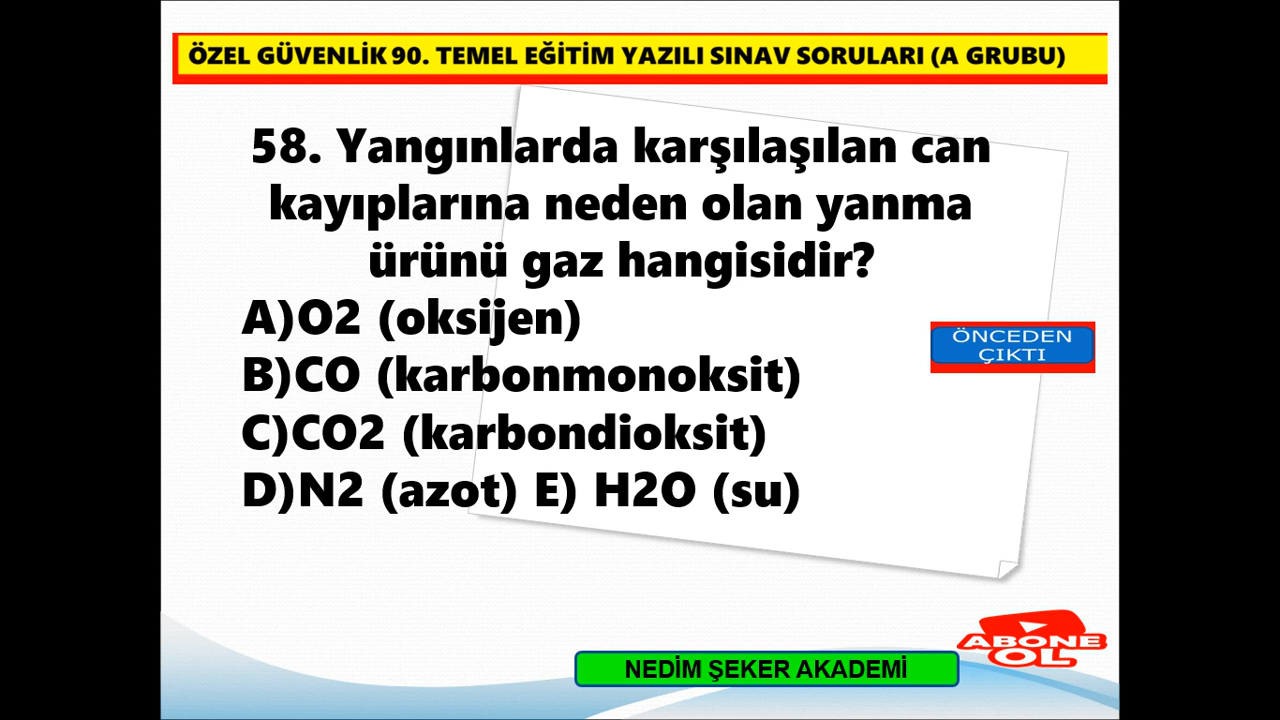 ÖZEL GÜVENLİK 90. TEMEL EĞİTİM YAZILI SINAV SORULARI (A GRUBU)
58. Yangınlarda karşılaşılan can
kayıplarına neden olan yanma
ürünü gaz hangisidir?
A)O2 (oksijen)
B)CO (karbonmonoksit)
C)CO2 (karbondioksit)
D)N2 (azot) E) H2O (su)
ÖNCEDEN
ÇIKTI
ABONE
OL
NEDİM ŞEKER AKADEMİ